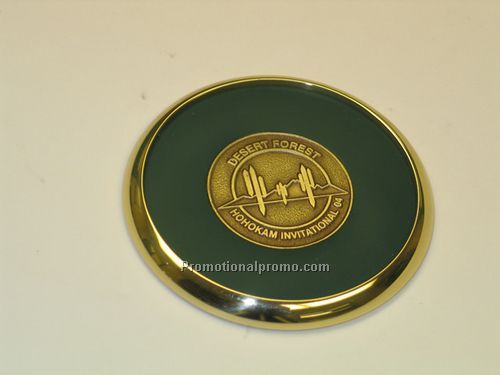 DESERT FOREST
HOHOKAM INVITATIONAL 04
Promotionalpromo.com